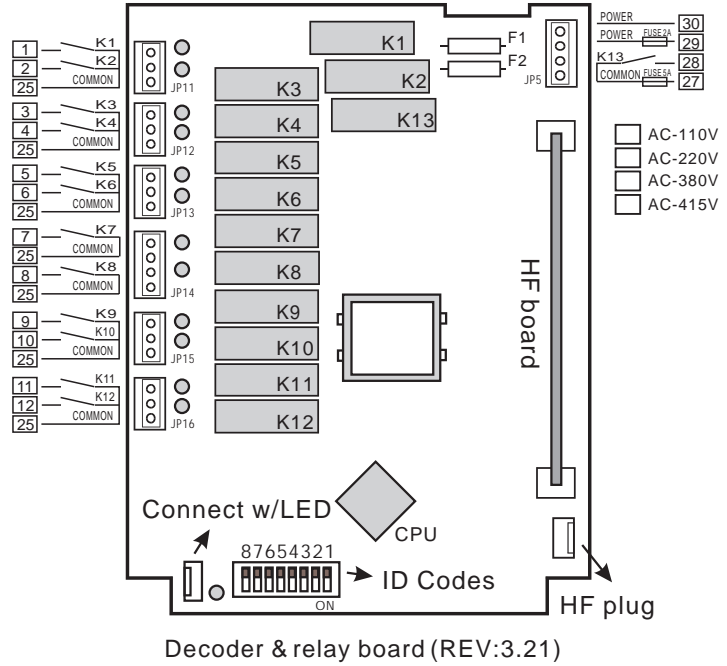 1 K1
2 K2
25 COMMON
JP11
3 K3
4 K4
25 COMMON
JP12
5 K5
6 K6
25 COMMON
JP13
7 K7
25 COMMON
8 K8
25
JP14
9 K9
10 K10
25 COMMON
JP15
11 K11
12 K12
25 COMMON
JP16
K1
K2
K13
K3
K4
K5
K6
K7
K8
K9
K10
K11
K12
F1
F2
JP5
POWER 30
POWER FUSE 2A 29
K13 28
COMMON FUSE 5A 27
AC-110V
AC-220V
AC-380V
AC-415V
HF board
CPU
Connect w/LED
87654321
ON
ID Codes
HF plug
Decoder & relay board (REV:3.21)